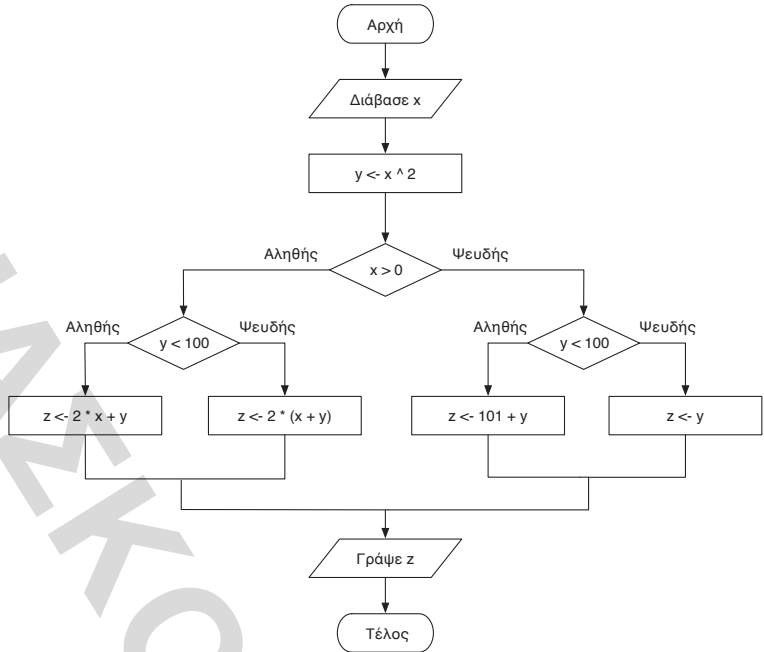 Αρχή
Διάβασε x
y <- x ^ 2
Αληθής
Ψευδής
x > 0
Αληθής
Ψευδής
Αληθής
Ψευδής
y < 100
y < 100
z <- 2 * x + y
z <- 2 * (x + y)
z <- 101 + y
z <- y
Γράψε z
Τέλος